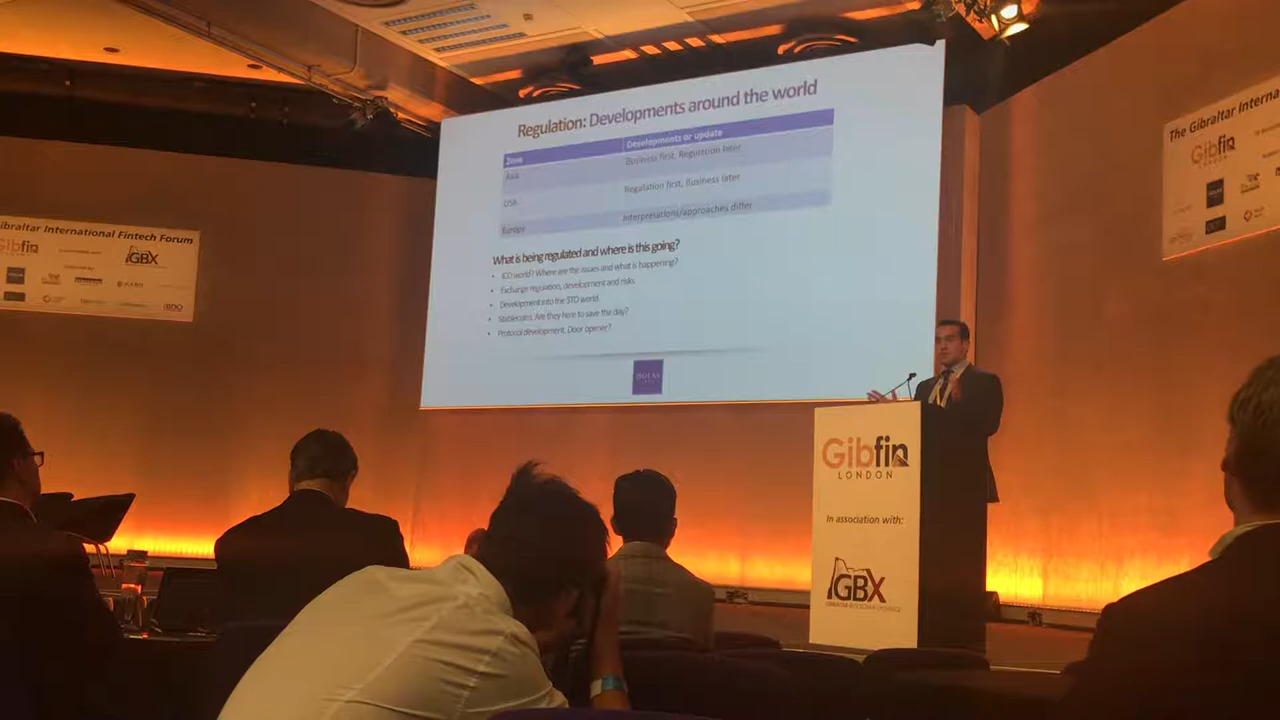 Regulation: Developments around the world
Zone
Developments or update
Asia
Business first, Regulation later
USA
Regulation first, Business later
Europe
Interpretations/approaches differ
What is being regulated and where is this going?
• ICO world? Where are the issues and what is happening?
• Exchange regulation, development and risks
• Development into the STO world
• Stablecoins. Are they here to save the day?
• Protocol development. Door opener?
ISOLAS
Gibraltar International Fintech Forum
Gibfin
IGBX
BDO
The Gibraltar Interna
Gibfin
LONDON
Gibfin
LONDON
In association with:
GBX